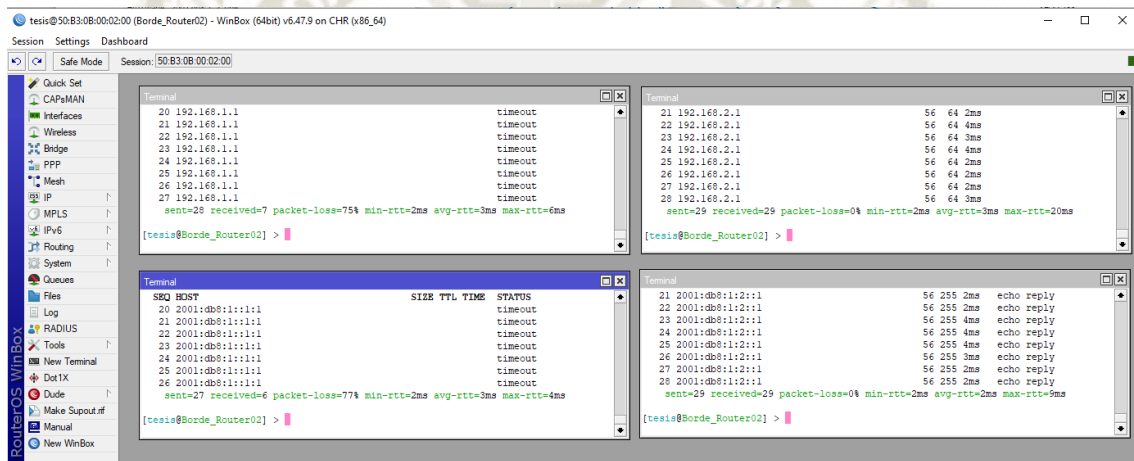 tesis@50:B3:0B:00:02:00 (Borde_Router02) - WinBox (64bit) v6.47.9 on CHR (x86_64)
Session Settings Dashboard
Safe Mode Session: 50:B3:0B:00:02:00
Quick Set
CAPsMAN
Interfaces
Wireless
Bridge
PPP
Mesh
IP
MPLS
IPv6
Routing
System
Queues
Files
Log
RADIUS
Tools
New Terminal
Dot1X
Dude
Make Supout.rif
Manual
New WinBox
RouterOS WinBox
Terminal
20 192.168.1.1 timeout
21 192.168.1.1 timeout
22 192.168.1.1 timeout
23 192.168.1.1 timeout
24 192.168.1.1 timeout
25 192.168.1.1 timeout
26 192.168.1.1 timeout
27 192.168.1.1 timeout
sent=28 received=7 packet-loss=75% min-rtt=2ms avg-rtt=3ms max-rtt=6ms
[tesis@Borde_Router02] >
Terminal
21 192.168.2.1 56 64 2ms
22 192.168.2.1 56 64 4ms
23 192.168.2.1 56 64 3ms
24 192.168.2.1 56 64 4ms
25 192.168.2.1 56 64 2ms
26 192.168.2.1 56 64 2ms
27 192.168.2.1 56 64 2ms
28 192.168.2.1 56 64 3ms
sent=29 received=29 packet-loss=0% min-rtt=2ms avg-rtt=3ms max-rtt=20ms
[tesis@Borde_Router02] >
Terminal
SEQ HOST SIZE TTL TIME STATUS
20 2001:db8:1::1:1 timeout
21 2001:db8:1::1:1 timeout
22 2001:db8:1::1:1 timeout
23 2001:db8:1::1:1 timeout
24 2001:db8:1::1:1 timeout
25 2001:db8:1::1:1 timeout
26 2001:db8:1::1:1 timeout
sent=27 received=6 packet-loss=77% min-rtt=2ms avg-rtt=3ms max-rtt=4ms
[tesis@Borde_Router02] >
Terminal
21 2001:db8:1:2::1 56 255 2ms echo reply
22 2001:db8:1:2::1 56 255 2ms echo reply
23 2001:db8:1:2::1 56 255 4ms echo reply
24 2001:db8:1:2::1 56 255 4ms echo reply
25 2001:db8:1:2::1 56 255 4ms echo reply
26 2001:db8:1:2::1 56 255 3ms echo reply
27 2001:db8:1:2::1 56 255 2ms echo reply
28 2001:db8:1:2::1 56 255 2ms echo reply
sent=29 received=29 packet-loss=0% min-rtt=2ms avg-rtt=2ms max-rtt=9ms
[tesis@Borde_Router02] >